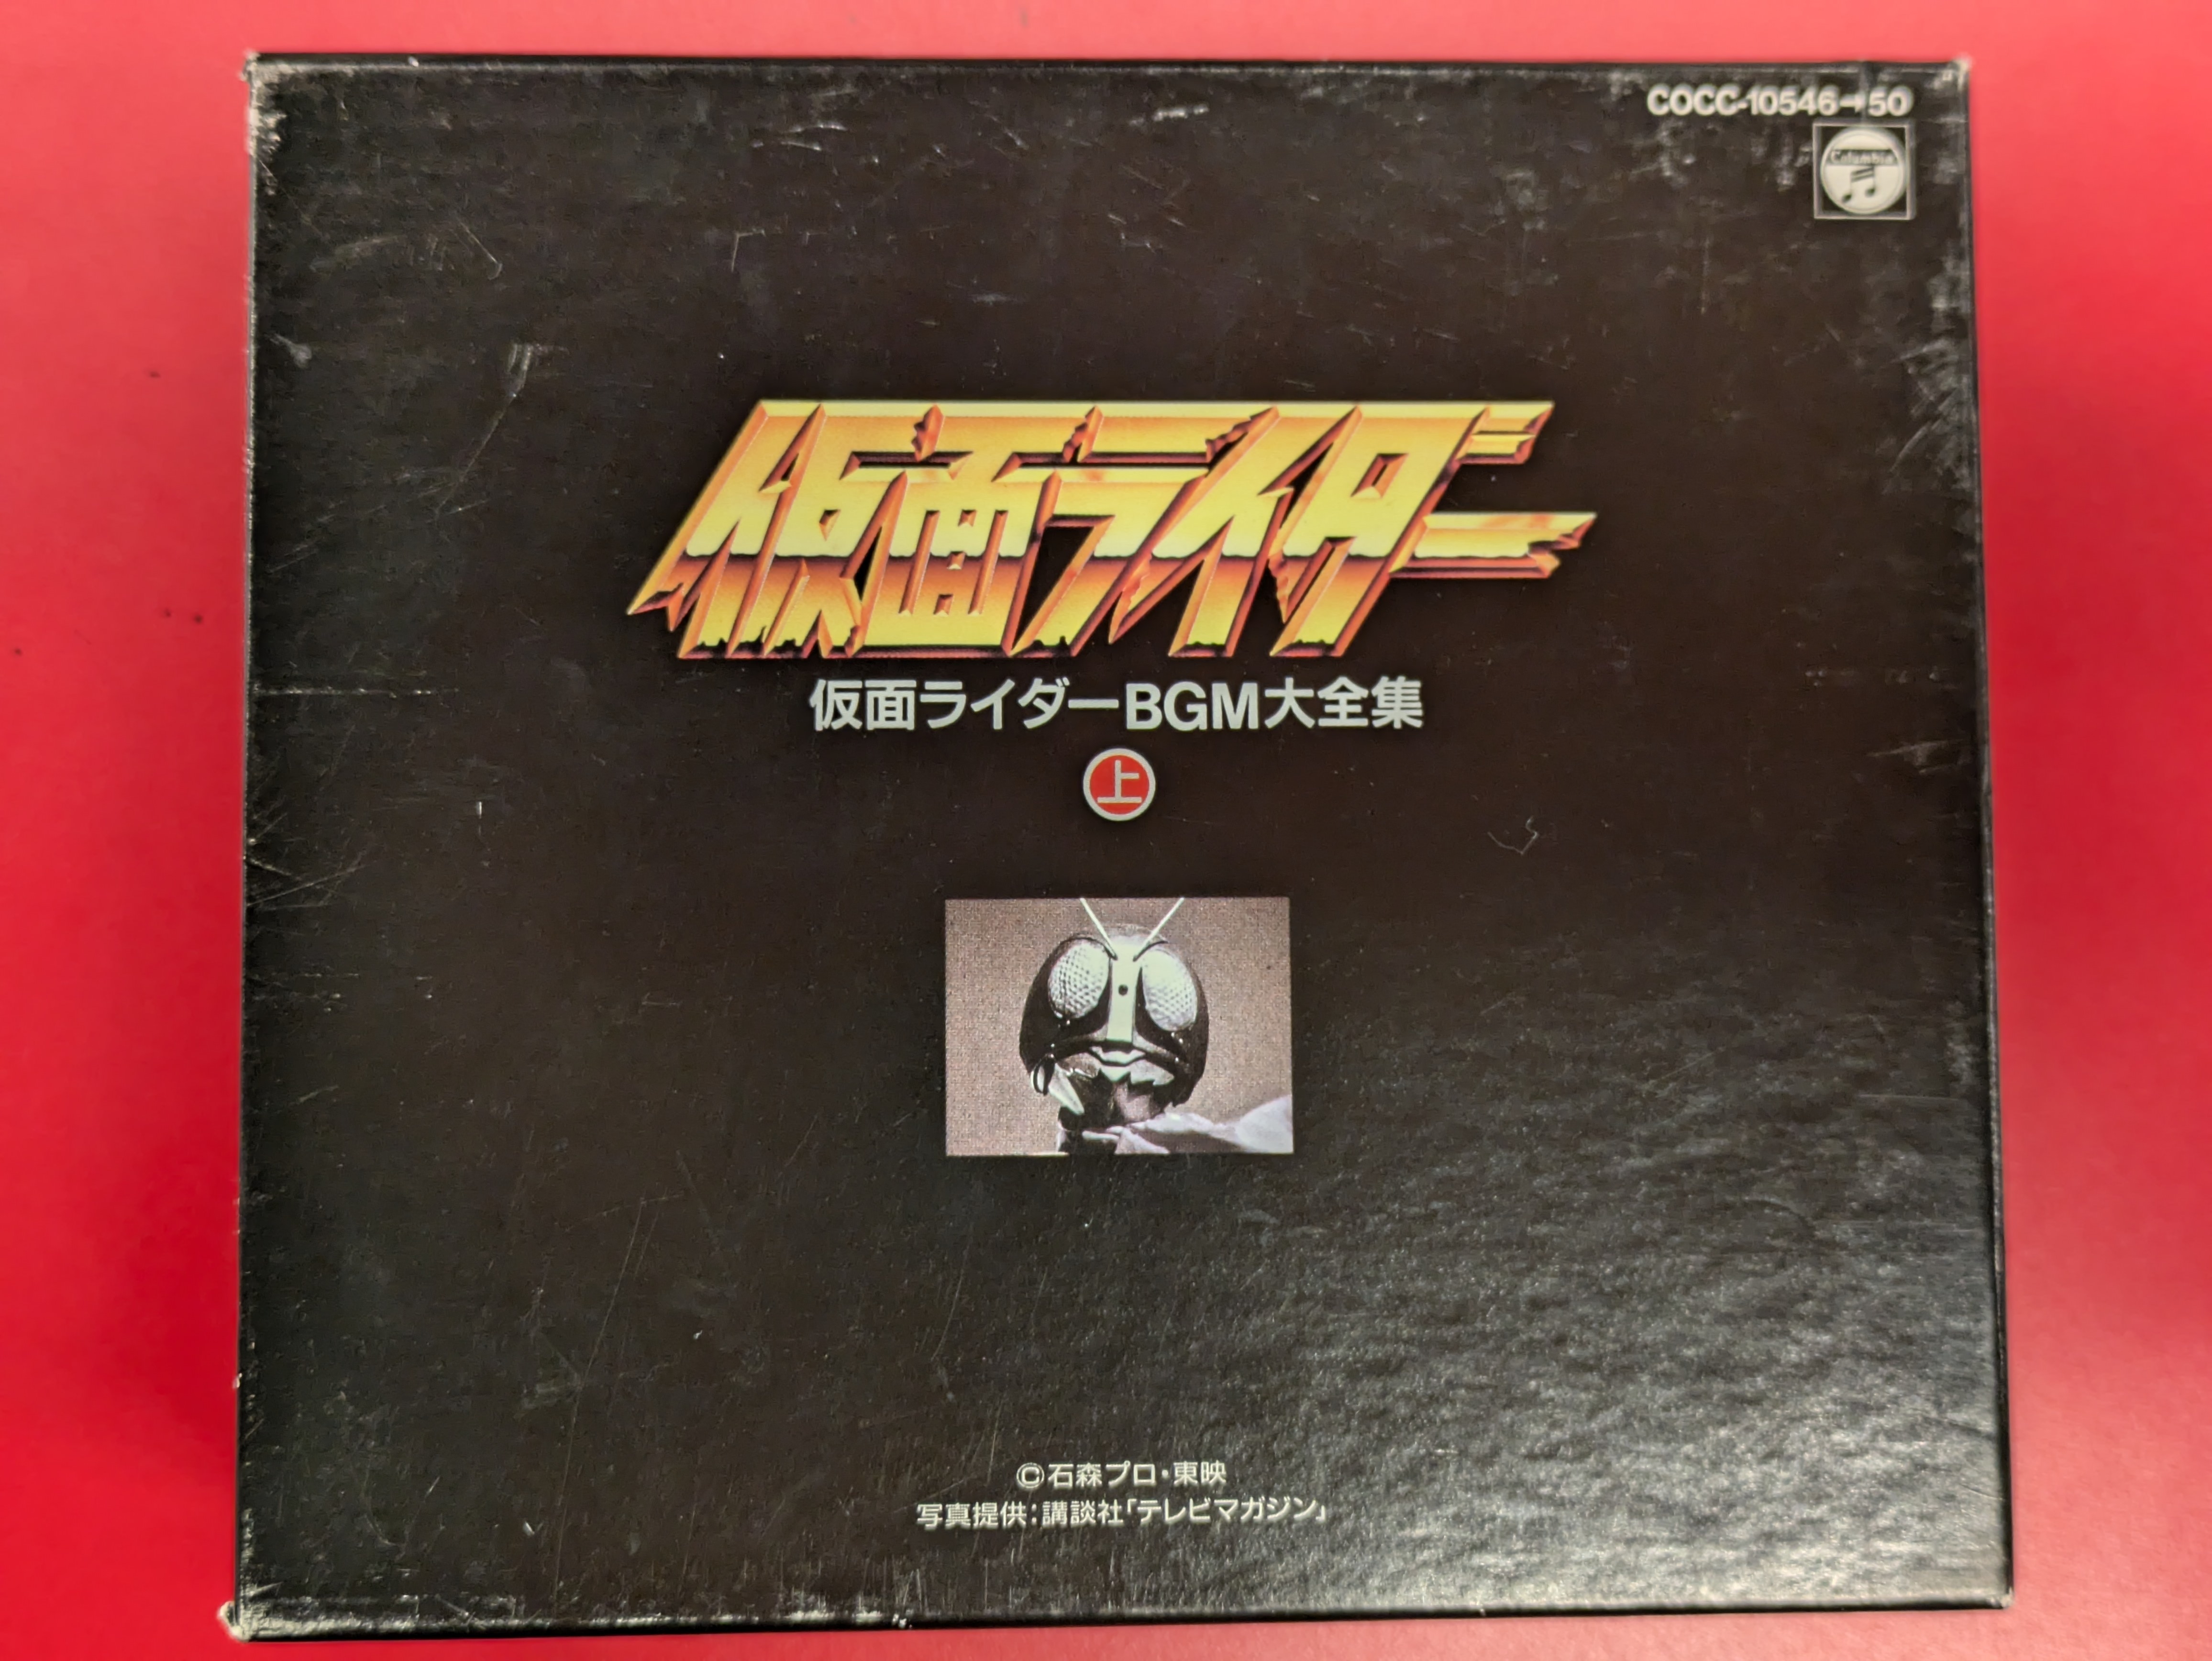 COCC-10546→50
Columbia
仮面ライダー
仮面ライダーBGM大全集
上
©石森プロ・東映
写真提供:講談社「テレビマガジン」